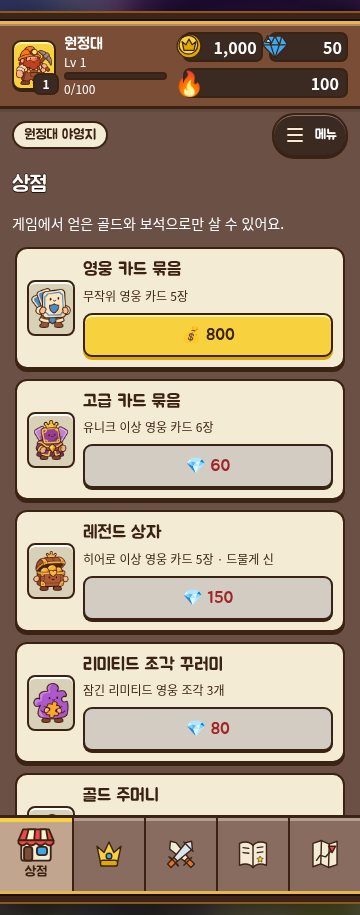 원정대
Lv 1
0/100
1
1,000
50
100
원정대 야영지
메뉴
상점
게임에서 얻은 골드와 보석으로만 살 수 있어요.
영웅 카드 묶음
무작위 영웅 카드 5장
800
고급 카드 묶음
유니크 이상 영웅 카드 6장
60
레전드 상자
히어로 이상 영웅 카드 5장 · 드물게 신
150
리미티드 조각 꾸러미
잠긴 리미티드 영웅 조각 3개
80
골드 주머니
상점